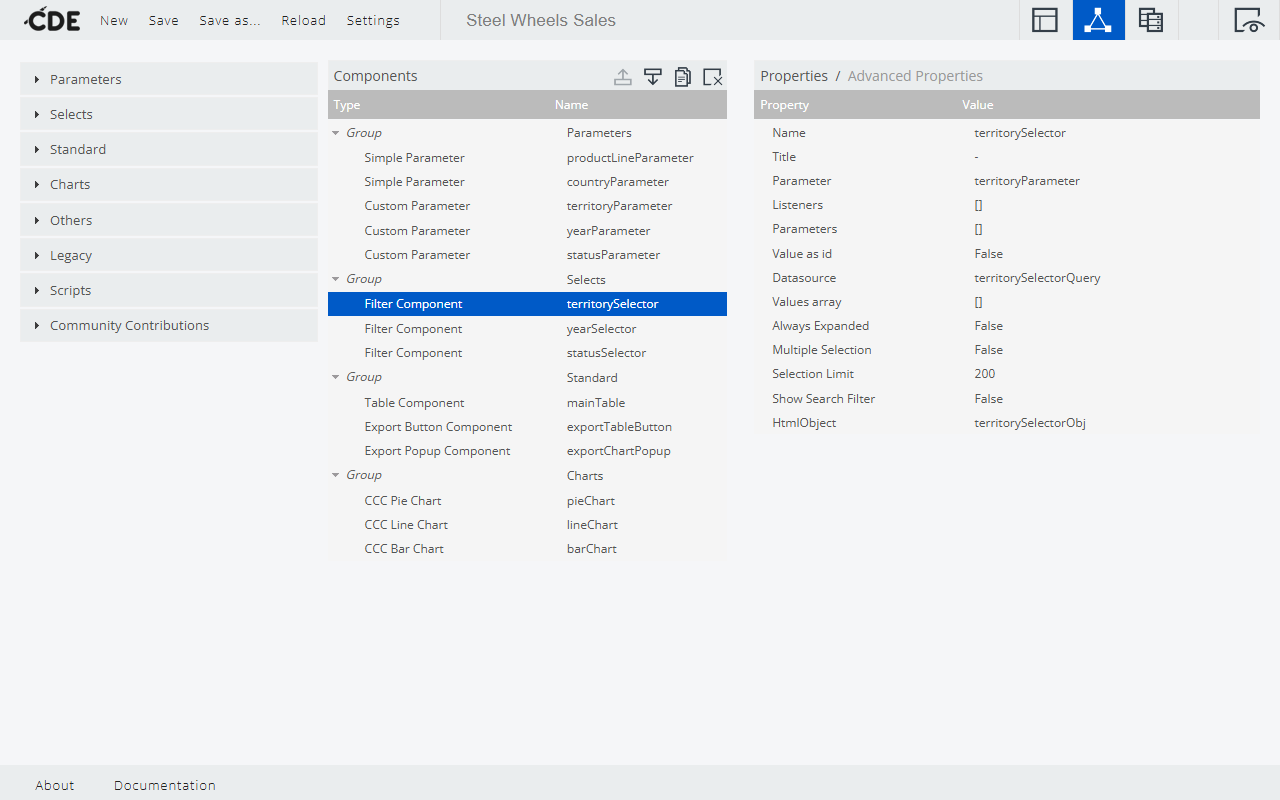 CDE New Save Save as... Reload Settings Steel Wheels Sales
Parameters
Selects
Standard
Charts
Others
Legacy
Scripts
Community Contributions
Components
Type Name
Group Parameters
Simple Parameter productLineParameter
Simple Parameter countryParameter
Custom Parameter territoryParameter
Custom Parameter yearParameter
Custom Parameter statusParameter
Group Selects
Filter Component territorySelector
Filter Component yearSelector
Filter Component statusSelector
Group Standard
Table Component mainTable
Export Button Component exportTableButton
Export Popup Component exportChartPopup
Group Charts
CCC Pie Chart pieChart
CCC Line Chart lineChart
CCC Bar Chart barChart
Properties / Advanced Properties
Property Value
Name territorySelector
Title -
Parameter territoryParameter
Listeners []
Parameters []
Value as id False
Datasource territorySelectorQuery
Values array []
Always Expanded False
Multiple Selection False
Selection Limit 200
Show Search Filter False
HtmlObject territorySelectorObj
About Documentation